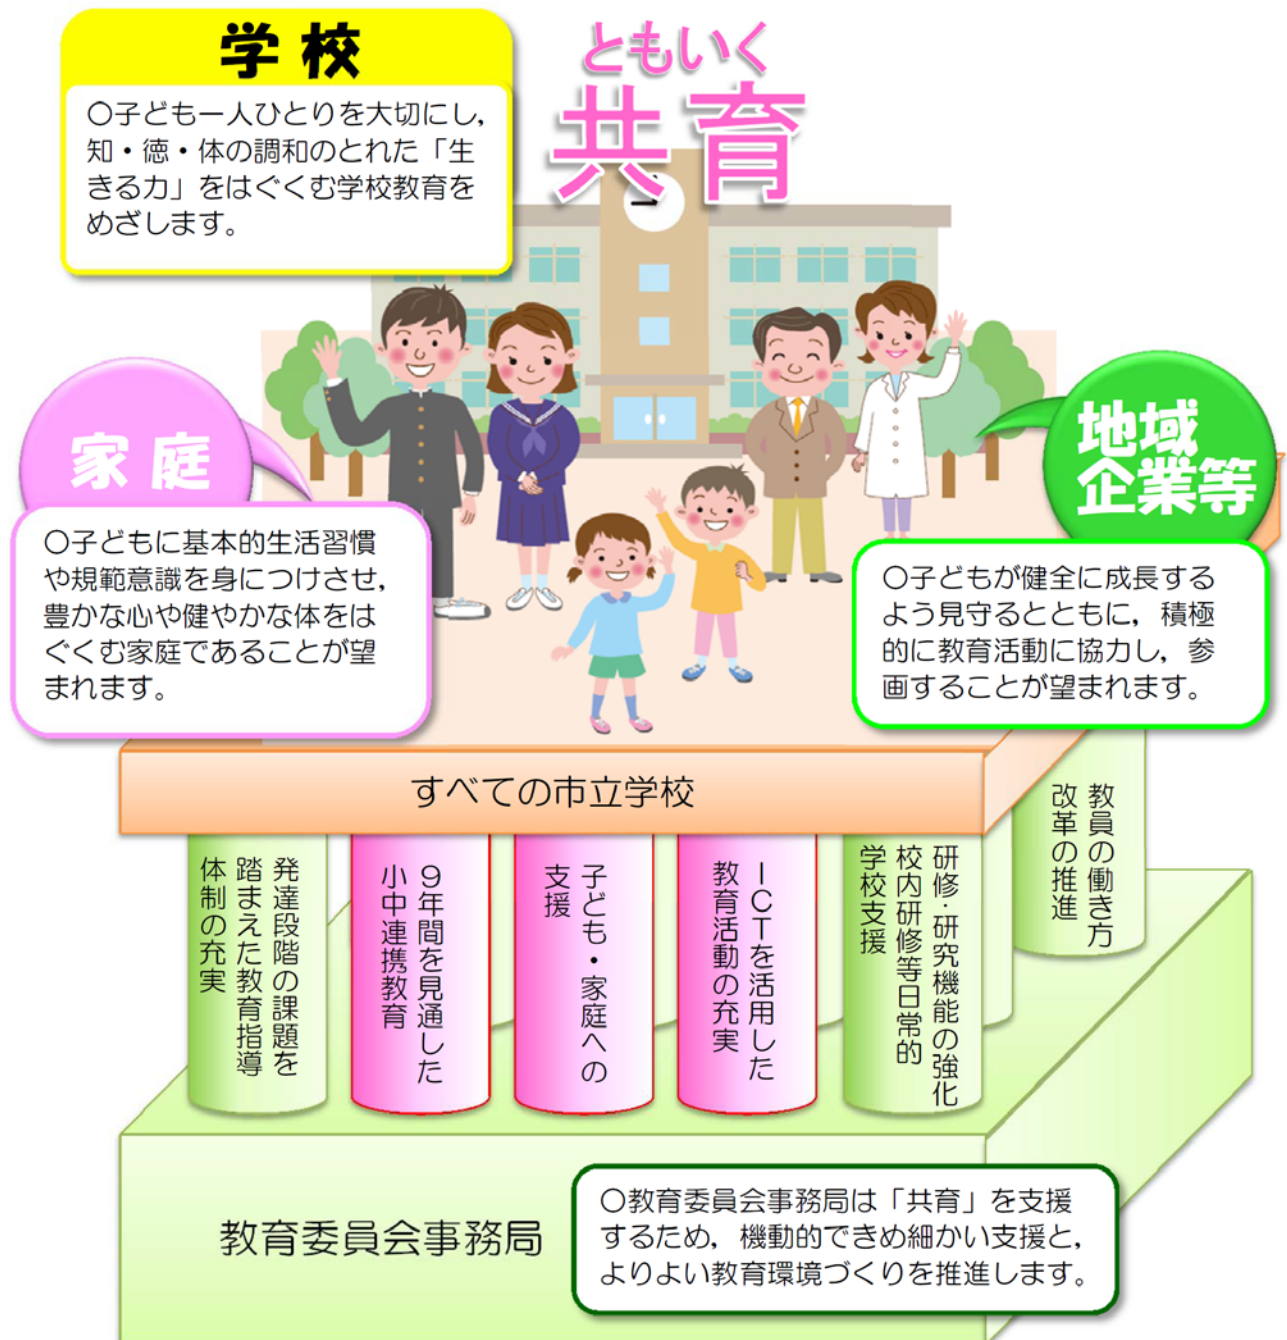 学校
○子ども一人ひとりを大切にし,
知・徳・体の調和のとれた「生
きる力」をはぐくむ学校教育を
めざします。
ともいく
共育
家庭
○子どもに基本的生活習慣
や規範意識を身につけさせ,
豊かな心や健やかな体をは
ぐくむ家庭であることが望
まれます。
地域
企業等
○子どもが健全に成長する
よう見守るとともに, 積極
的に教育活動に協力し, 参
画することが望まれます。
すべての市立学校
発達段階の課題を
踏まえた教育指導
体制の充実
9年間を見通した
小中連携教育
子ども・家庭への
支援
ICTを活用した
教育活動の充実
研修・研究機能の強化
校内研修等日常的
学校支援
教員の働き方
改革の推進
教育委員会事務局
○教育委員会事務局は「共育」を支援
するため, 機動的できめ細かい支援と,
よりよい教育環境づくりを推進します。